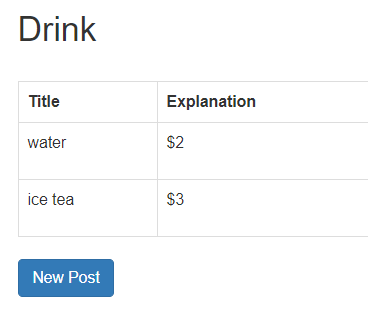 Drink
Title Explanation
water $2
ice tea $3
New Post